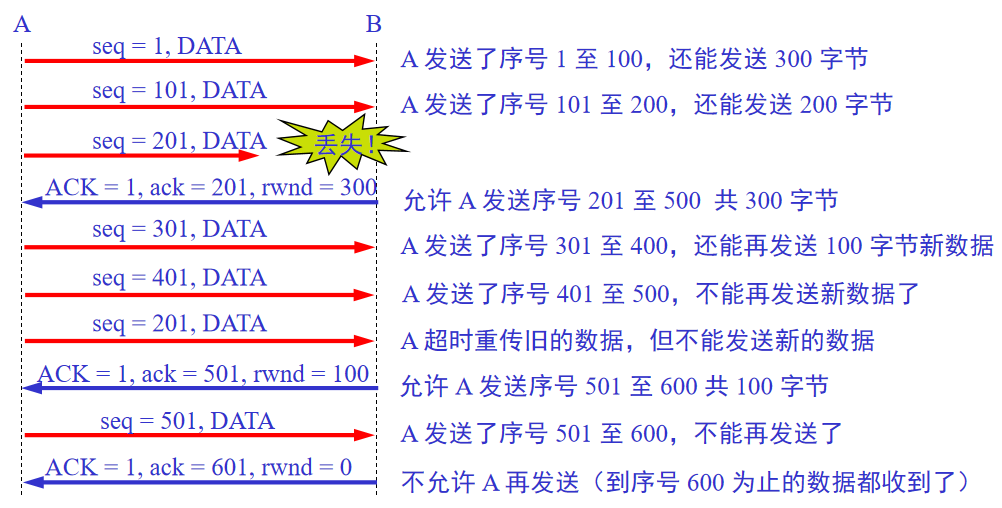 A B
seq = 1, DATA
A 发送了序号 1 至 100，还能发送 300 字节
seq = 101, DATA
A 发送了序号 101 至 200，还能发送 200 字节
seq = 201, DATA
丢失！
ACK = 1, ack = 201, rwnd = 300
允许 A 发送序号 201 至 500 共 300 字节
seq = 301, DATA
A 发送了序号 301 至 400，还能再发送 100 字节新数据
seq = 401, DATA
A 发送了序号 401 至 500，不能再发送新数据了
seq = 201, DATA
A 超时重传旧的数据，但不能发送新的数据
ACK = 1, ack = 501, rwnd = 100
允许 A 发送序号 501 至 600 共 100 字节
seq = 501, DATA
A 发送了序号 501 至 600，不能再发送了
ACK = 1, ack = 601, rwnd = 0
不允许 A 再发送（到序号 600 为止的数据都收到了）